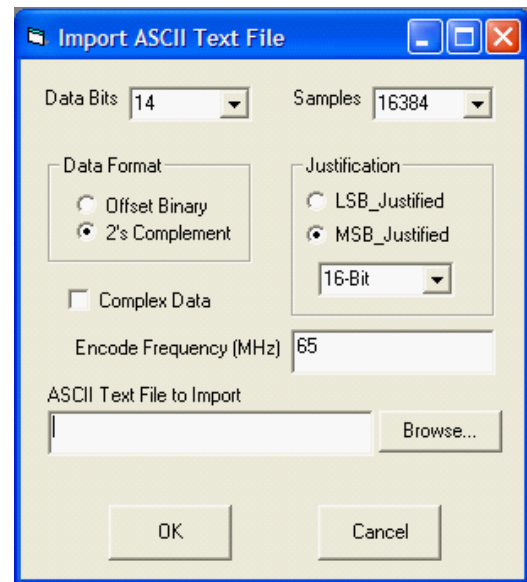 Import ASCII Text File
Data Bits 14 Samples 16384
Data Format
Offset Binary
2's Complement
Justification
LSB_Justified
MSB_Justified
16-Bit
Complex Data
Encode Frequency (MHz) 65
ASCII Text File to Import
Browse...
OK Cancel